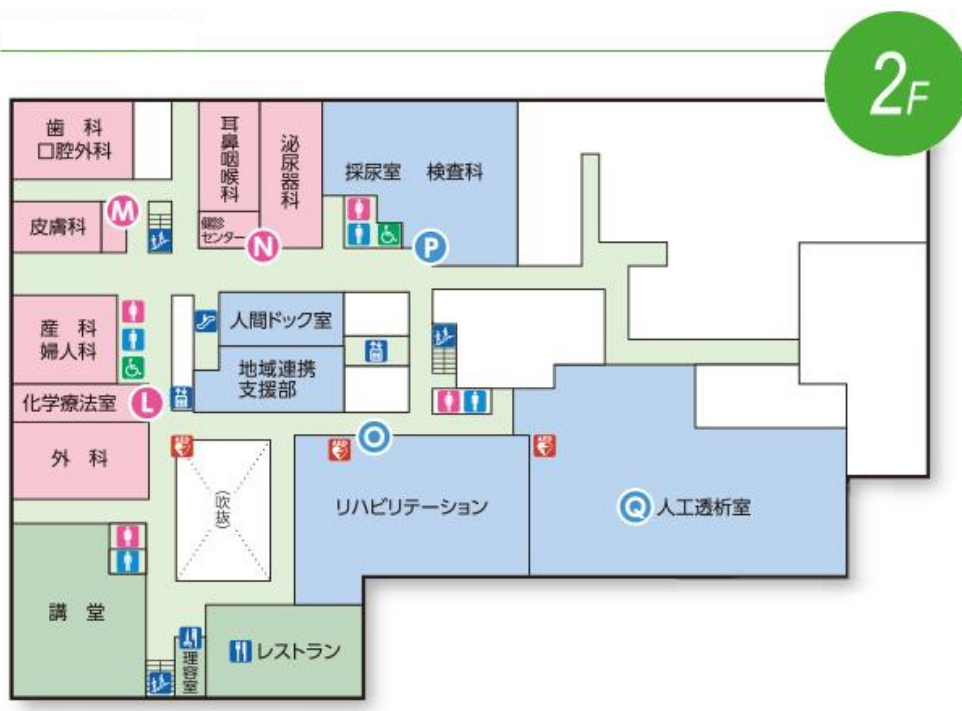 2F
歯 科
口腔外科
耳鼻咽喉科
泌尿器科
採尿室 検査科
皮膚科
M
健診
センター
N
P
産 科
婦人科
人間ドック室
地域連携
支援部
化学療法室
L
外 科
AED
(吹抜)
AED
O
リハビリテーション
AED
Q 人工透析室
講 堂
理容室
レストラン